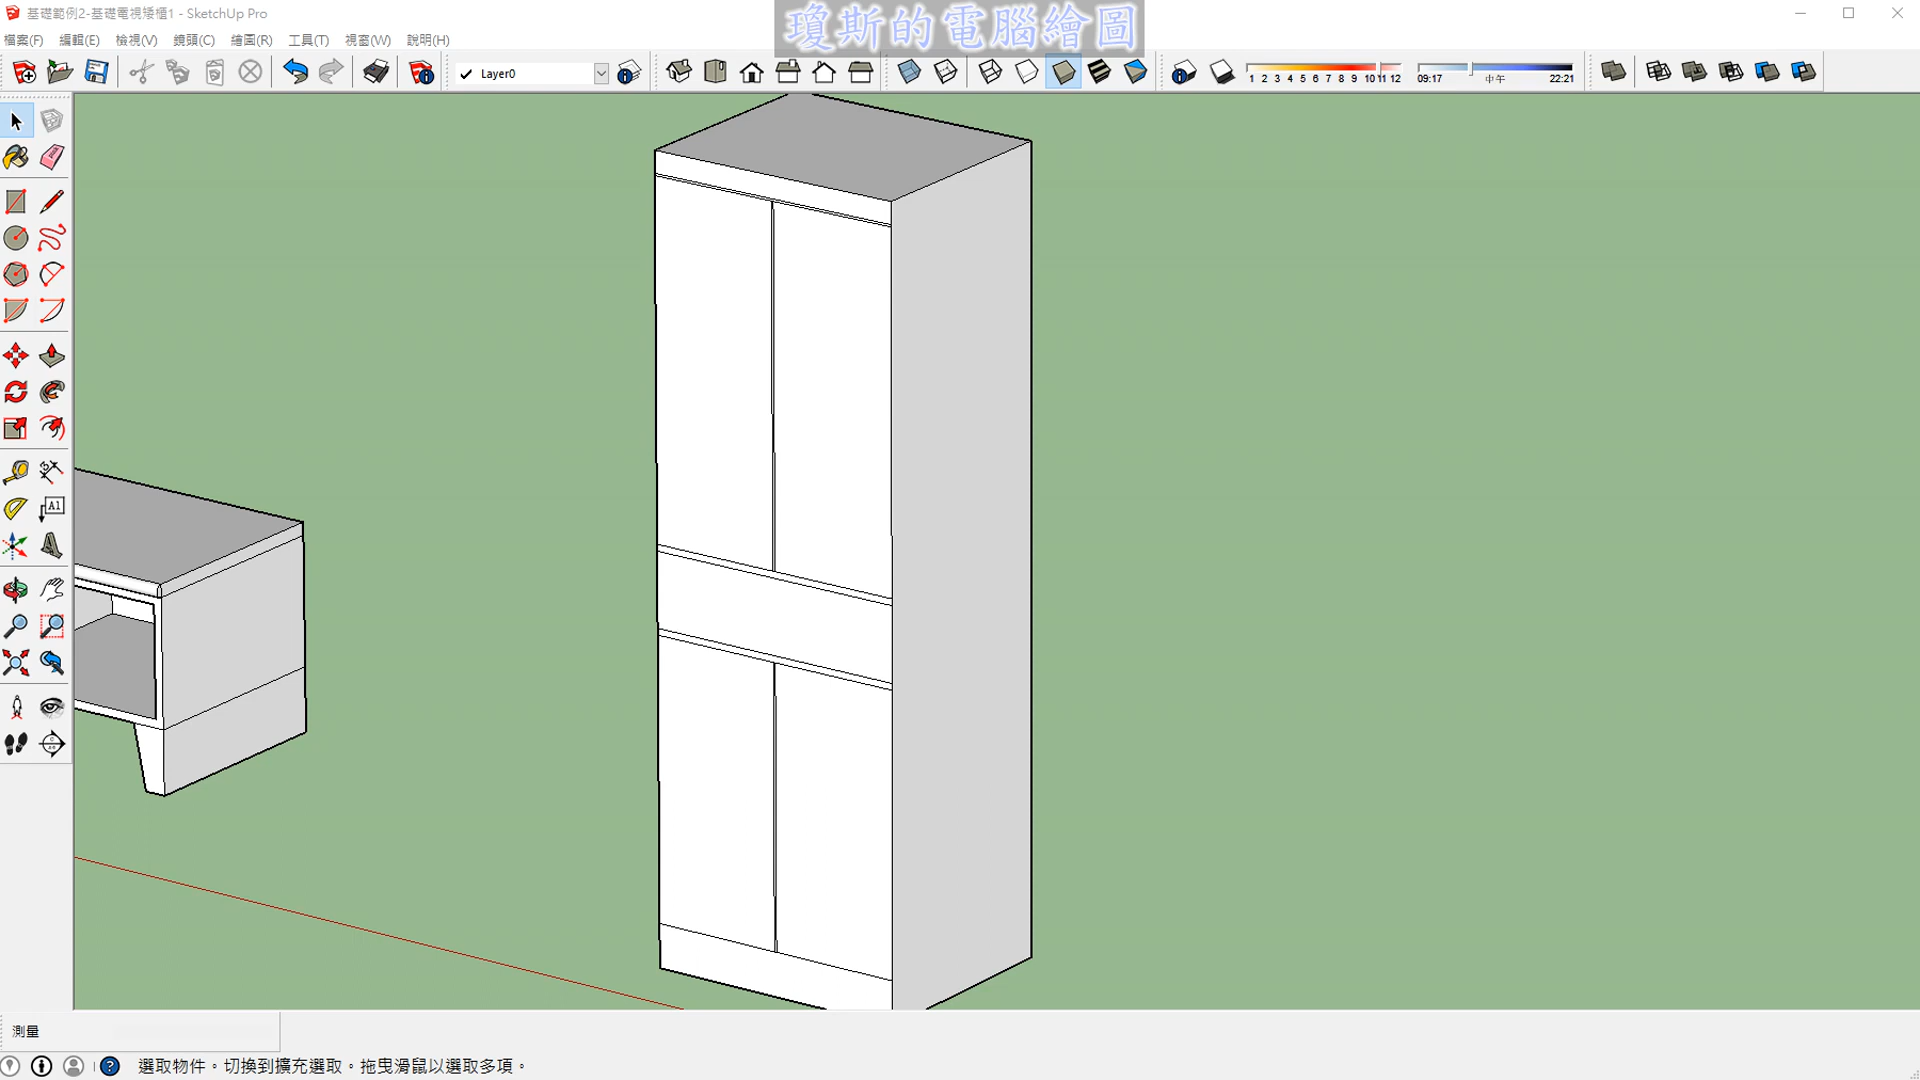 基礎範例2-基礎電視矮櫃1 - SketchUp Pro
瓊斯的電腦繪圖
檔案(F) 編輯(E) 檢視(V) 鏡頭(C) 繪圖(R) 工具(T) 視窗(W) 說明(H)
Layer0
1 2 3 4 5 6 7 8 9 10 11 12
09:17 中午 22:21
A1
測量
選取物件。切換到擴充選取。拖曳滑鼠以選取多項。